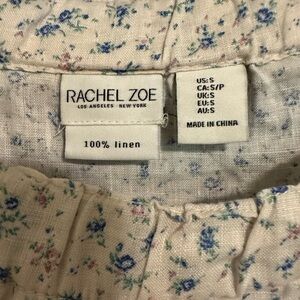 RACHEL ZOE
LOS ANGELES NEW YORK
100% linen
US:S
CA:S/P
UK:S
EU:S
AU:S
MADE IN CHINA